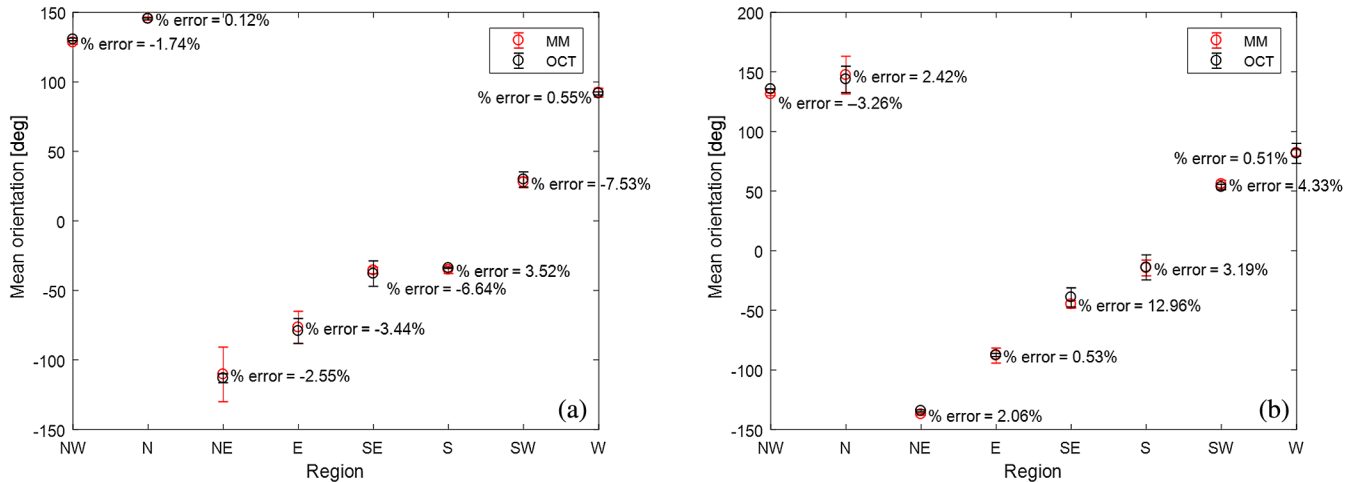 150
100
50
0
-50
-100
-150
Mean orientation [deg]
NW
N
NE
E
SE
S
SW
W
Region
MM
OCT
% error = -1.74%
% error = 0.12%
% error = -2.55%
% error = -3.44%
% error = -6.64%
% error = 3.52%
% error = -7.53%
% error = 0.55%
(a)
200
150
100
50
0
-50
-100
-150
Mean orientation [deg]
NW
N
NE
E
SE
S
SW
W
Region
MM
OCT
% error = –3.26%
% error = 2.42%
% error = 2.06%
% error = 0.53%
% error = 12.96%
% error = 3.19%
% error = 4.33%
% error = 0.51%
(b)